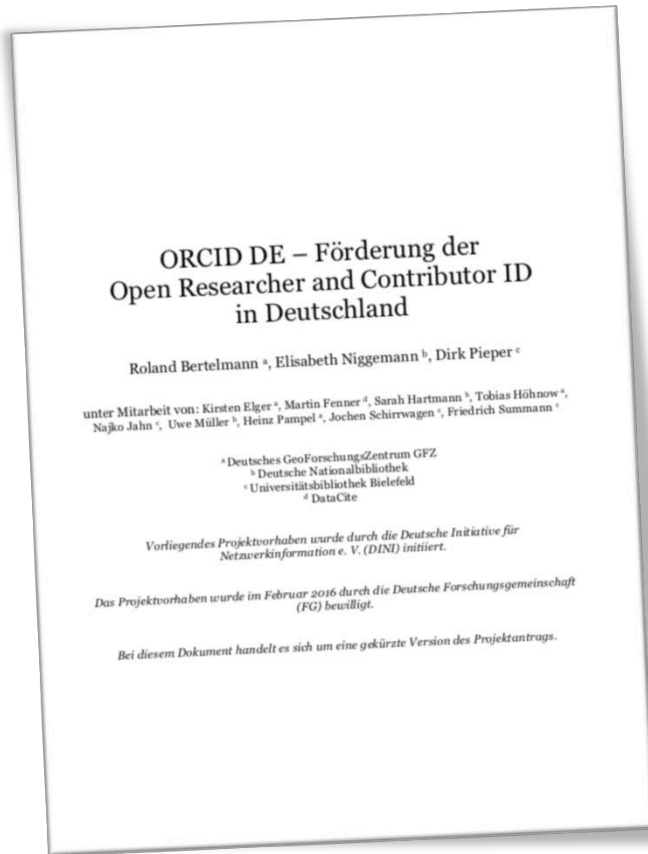 ORCID DE – Förderung der
Open Researcher and Contributor ID
in Deutschland
Roland Bertelmann ᵃ, Elisabeth Niggemann ᵇ, Dirk Pieper ᶜ
unter Mitarbeit von: Kirsten Elger ᵃ, Martin Fenner ᵈ, Sarah Hartmann ᵇ, Tobias Höhnow ᵃ,
Najko Jahn ᶜ, Uwe Müller ᵇ, Heinz Pampel ᵃ, Jochen Schirrwagen ᶜ, Friedrich Summann ᶜ
ᵃ Deutsches GeoForschungsZentrum GFZ
ᵇ Deutsche Nationalbibliothek
ᶜ Universitätsbibliothek Bielefeld
ᵈ DataCite
Vorliegendes Projektvorhaben wurde durch die Deutsche Initiative für
Netzwerkinformation e. V. (DINI) initiiert.
Das Projektvorhaben wurde im Februar 2016 durch die Deutsche Forschungsgemeinschaft
(FG) bewilligt.
Bei diesem Dokument handelt es sich um eine gekürzte Version des Projektantrags.